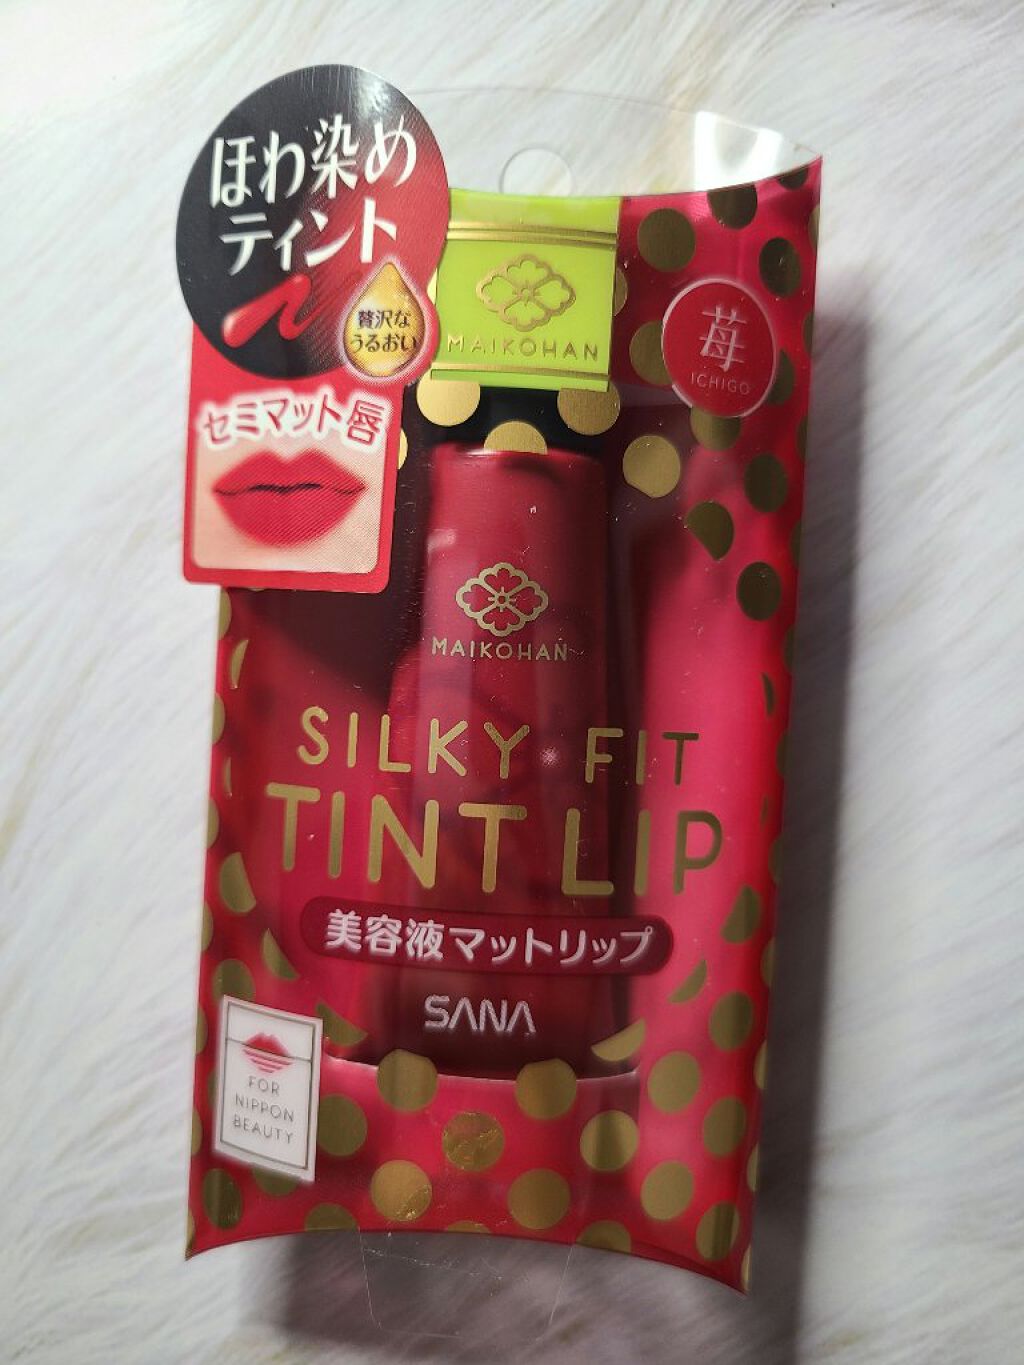 ほわ染め
ティント
贅沢な
うるおい
セミマット唇
MAIKOHAN
苺
ICHIGO
MAIKOHAN
SILKY FIT
TINT LIP
美容液マットリップ
SANA
FOR
NIPPON
BEAUTY